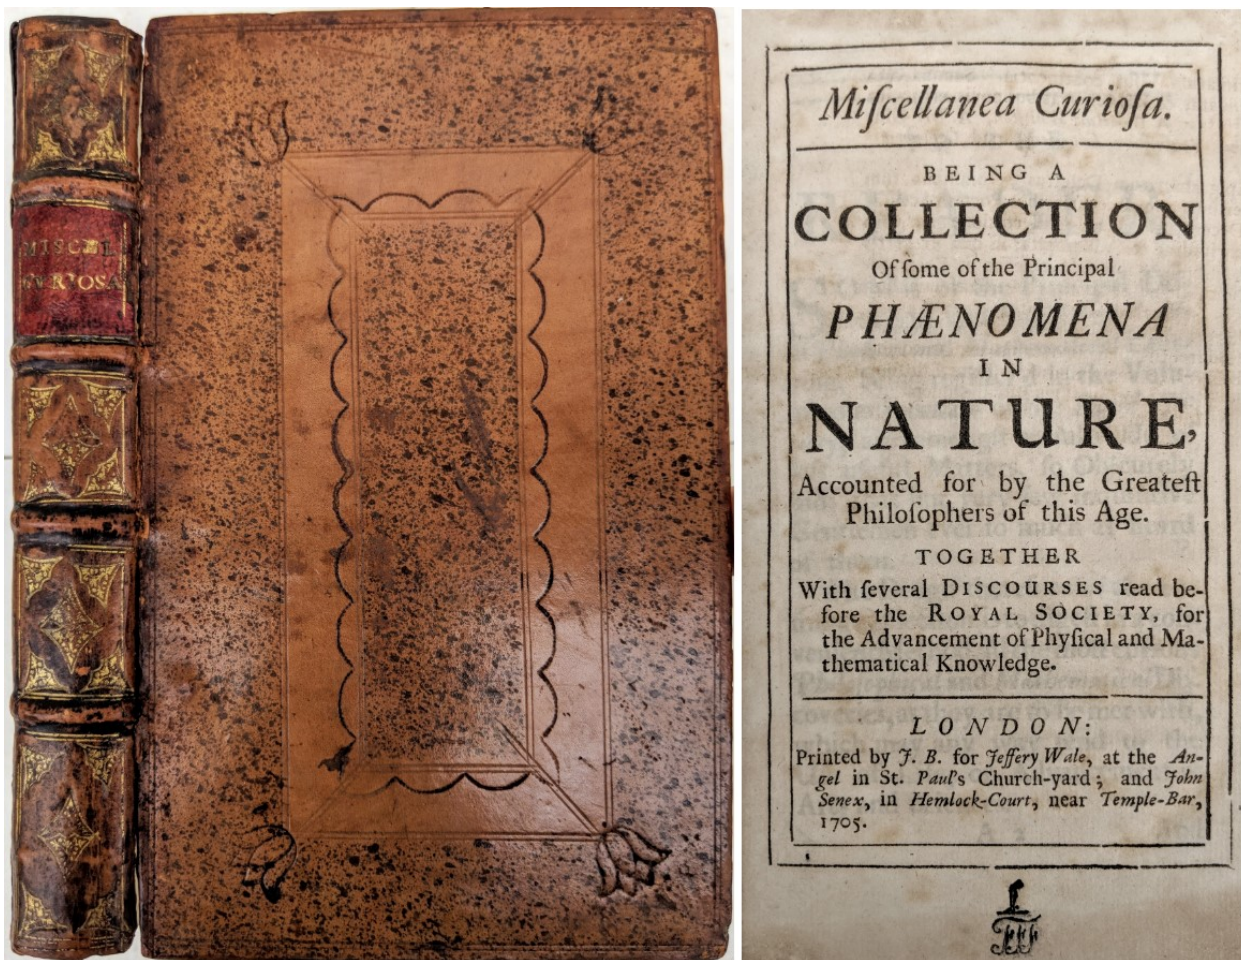 MISCEL
CURIOSA
Miſcellanea Curioſa.
BEING A
COLLECTION
Of ſome of the Principal
PHÆNOMENA
IN
NATURE,
Accounted for by the Greateſt
Philoſophers of this Age.
TOGETHER
With ſeveral DISCOURSES read be-
fore the ROYAL SOCIETY, for
the Advancement of Phyſical and Ma-
thematical Knowledge.
LONDON:
Printed by J. B. for Jeffery Wale, at the An-
gel in St. Paul's Church-yard; and John
Senex, in Hemlock-Court, near Temple-Bar,
1705.